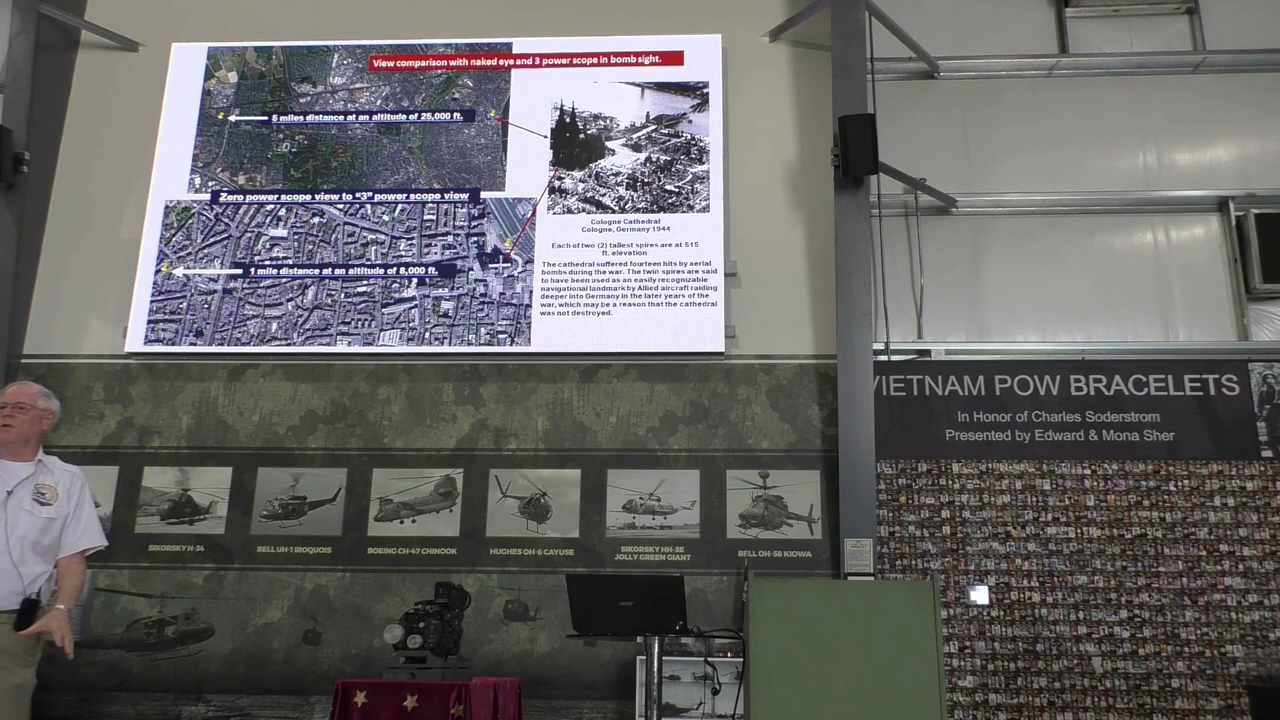 View comparison with naked eye and 3 power scope in bomb sight.
5 miles distance at an altitude of 25,000 ft.
Zero power scope view to "3" power scope view
1 mile distance at an altitude of 8,000 ft.
Cologne Cathedral
Cologne, Germany 1944
Each of two (2) tallest spires are at 515
ft. elevation
The cathedral suffered fourteen hits by aerial
bombs during the war. The twin spires are said
to have been used as an easily recognizable
navigational landmark by Allied aircraft raiding
deeper into Germany in the later years of the
war, which may be a reason that the cathedral
was not destroyed.
VIETNAM POW BRACELETS
In Honor of Charles Soderstrom
Presented by Edward & Mona Sher
SIKORSKY H-34
BELL UH-1 IROQUOIS
BOEING CH-47 CHINOOK
HUGHES OH-6 CAYUSE
SIKORSKY HH-3E
JOLLY GREEN GIANT
BELL OH-58 KIOWA
acer